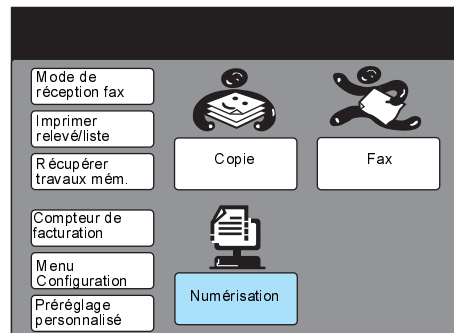 Mode de
réception fax
Imprimer
relevé/liste
Récupérer
travaux mém.
Copie
Fax
Compteur de
facturation
Menu
Configuration
Numérisation
Préréglage
personnalisé